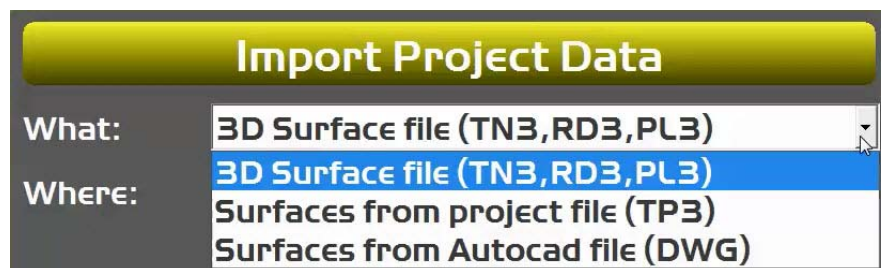 Import Project Data
What: 3D Surface file (TN3,RD3,PL3)
3D Surface file (TN3,RD3,PL3)
Where:
Surfaces from project file (TP3)
Surfaces from Autocad file (DWG)